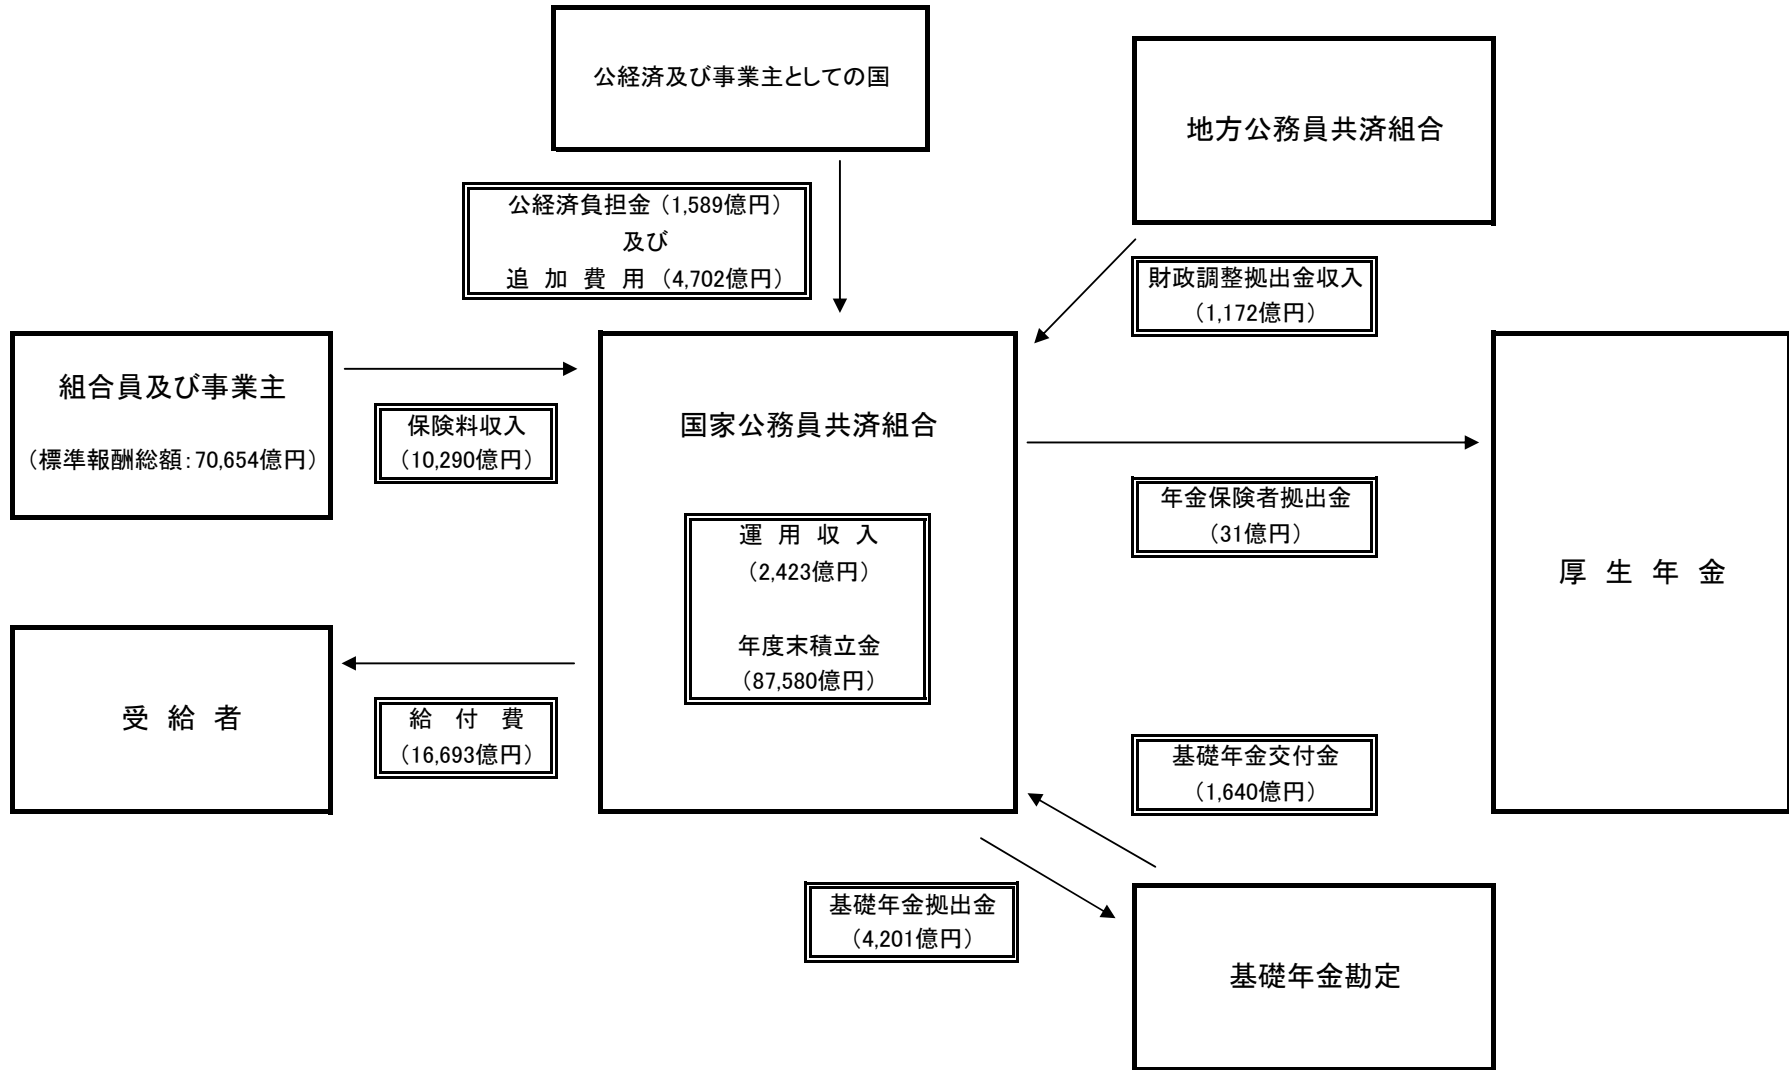 公経済及び事業主としての国
地方公務員共済組合
公経済負担金（1,589億円）
及び
追　加　費　用（4,702億円）
財政調整拠出金収入
（1,172億円）
組合員及び事業主
（標準報酬総額：70,654億円）
保険料収入
（10,290億円）
国家公務員共済組合
運　用　収　入
（2,423億円）
年度末積立金
（87,580億円）
年金保険者拠出金
（31億円）
厚　生　年　金
受　給　者
給　付　費
（16,693億円）
基礎年金交付金
（1,640億円）
基礎年金拠出金
（4,201億円）
基礎年金勘定